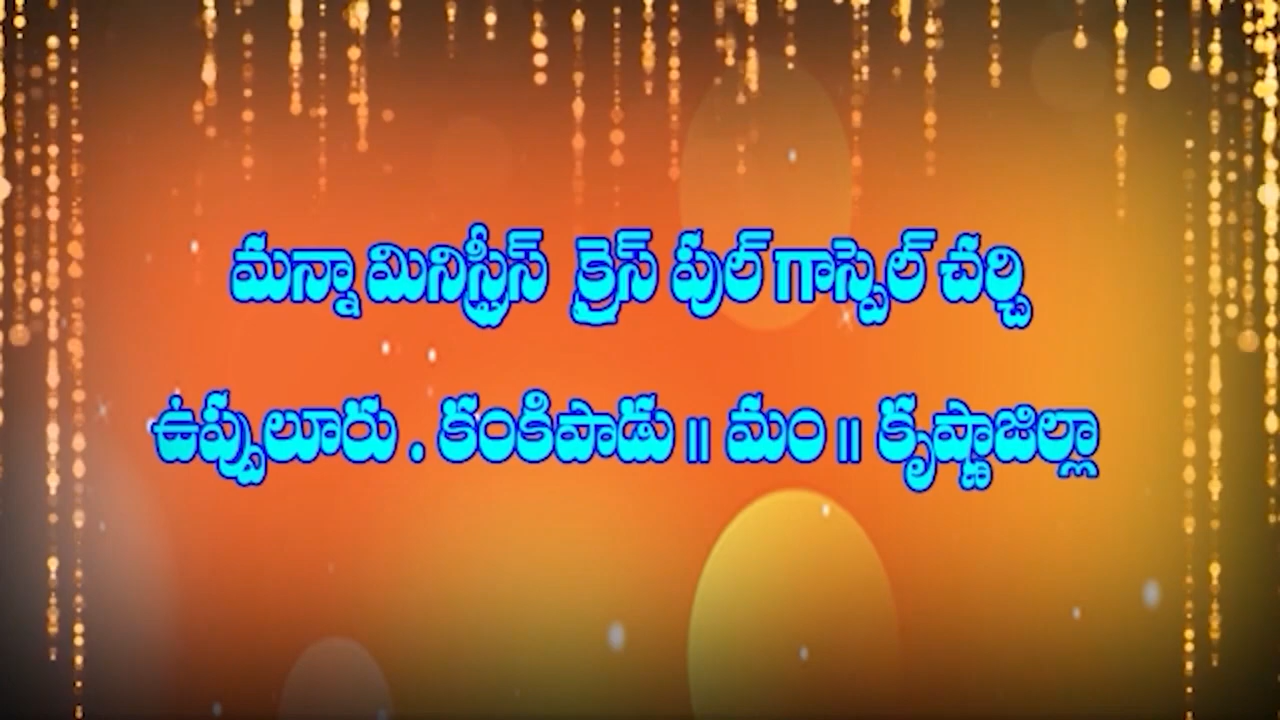 మన్నా మినిస్ట్రీస్ క్రైస్ ఫుల్ గాస్పెల్ చర్చి
ఉప్పులూరు . కంకిపాడు || మం || కృష్ణాజిల్లా